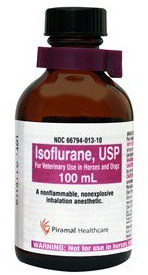 NDC 66794-013-10
Isoflurane, USP
For Veterinary Use in Horses and Dogs
100 mL
A nonflammable, nonexplosive
inhalation anesthetic.
Piramal Healthcare
WARNING: Not for use in horses